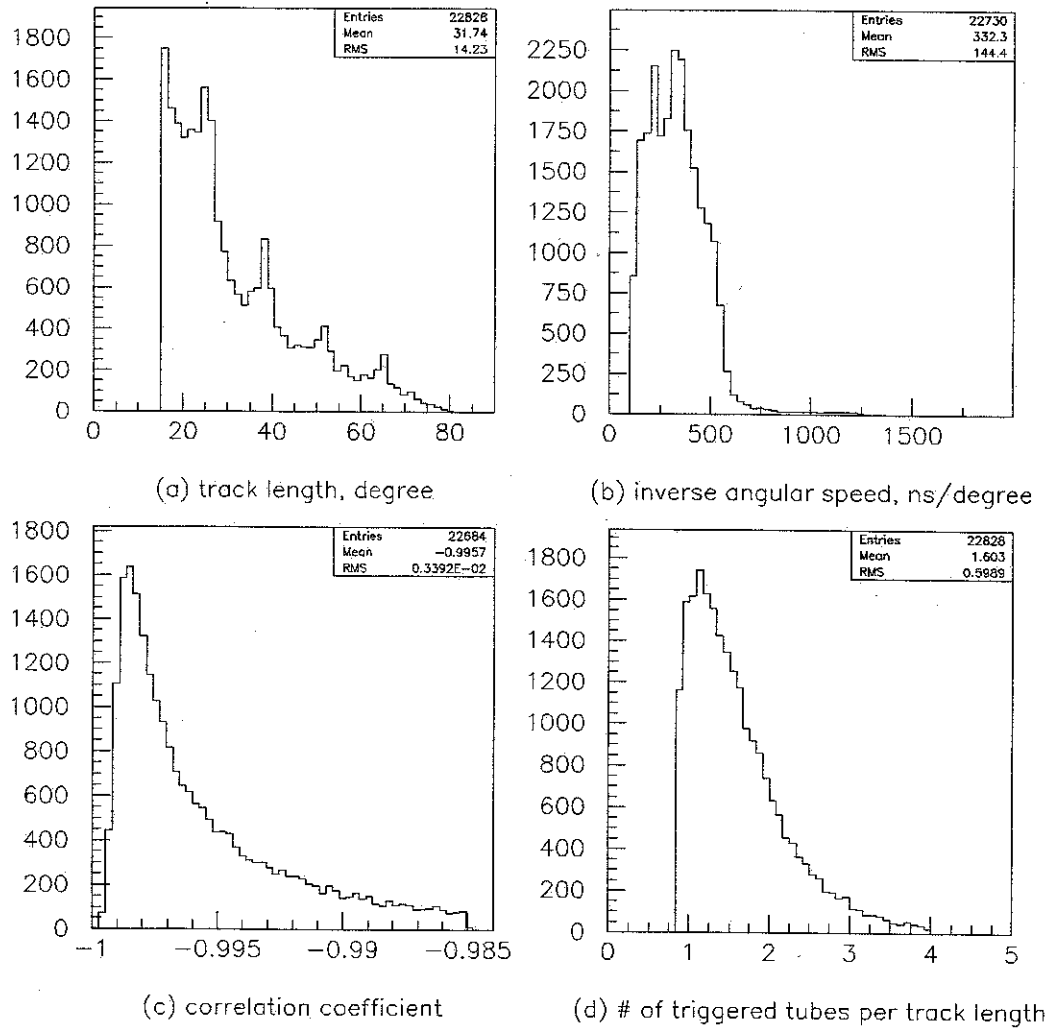 Entries 22828
Mean 31.74
RMS 14.23
1800
1600
1400
1200
1000
800
600
400
200
0
0 20 40 60 80
(a) track length, degree
Entries 22730
Mean 332.3
RMS 144.4
2250
2000
1750
1500
1250
1000
750
500
250
0
0 500 1000 1500
(b) inverse angular speed, ns/degree
Entries 22684
Mean -0.9957
RMS 0.3392E-02
1800
1600
1400
1200
1000
800
600
400
200
0
-1 -0.995 -0.99 -0.985
(c) correlation coefficient
Entries 22828
Mean 1.603
RMS 0.5989
1800
1600
1400
1200
1000
800
600
400
200
0
0 1 2 3 4 5
(d) # of triggered tubes per track length